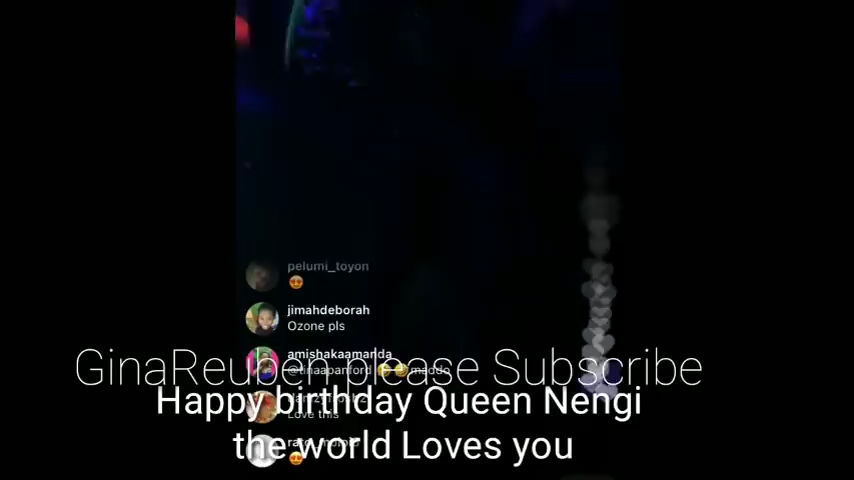 pelumi_toyon
😍
jimahdeborah
Ozone pls
amishakaamanda
GinaReuben please Subscribe
Happy birthday Queen Nengi
Love this
the world Loves you
😍